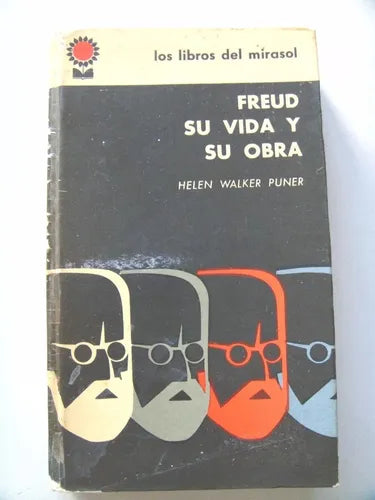 los libros del mirasol
FREUD
SU VIDA Y
SU OBRA
HELEN WALKER PUNER